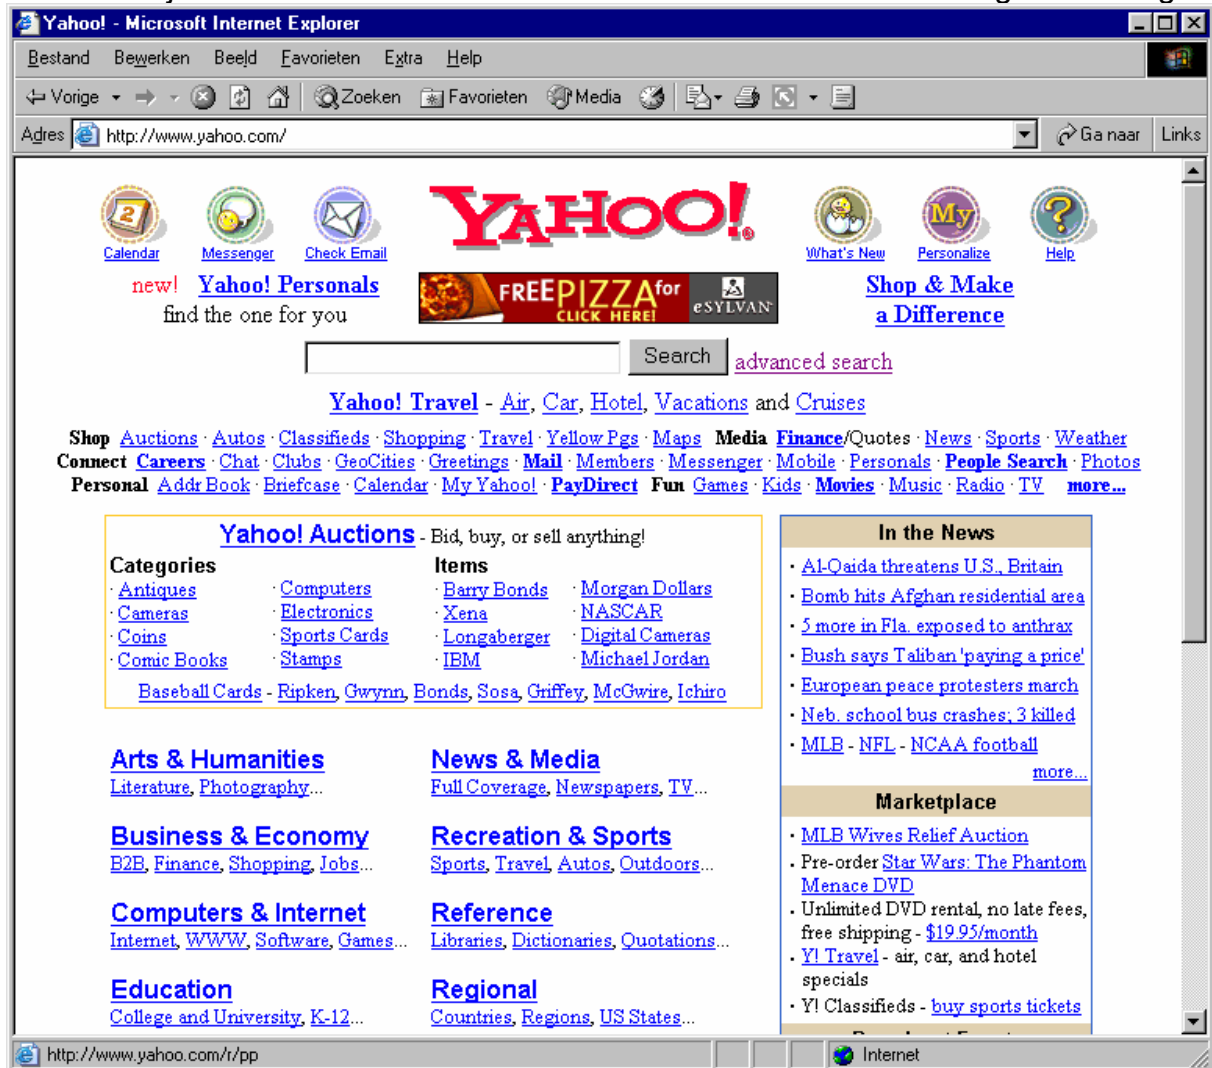 Yahoo! - Microsoft Internet Explorer
Bestand Bewerken Beeld Favorieten Extra Help
Vorige Zoeken Favorieten Media
Adres http://www.yahoo.com/ Ga naar Links
2 YAHOO!® My ?
Calendar Messenger Check Email What's New Personalize Help
new! Yahoo! Personals
find the one for you
FREE PIZZA for
CLICK HERE!
eSYLVAN
Shop & Make
a Difference
Search advanced search
Yahoo! Travel - Air, Car, Hotel, Vacations and Cruises
Shop Auctions · Autos · Classifieds · Shopping · Travel · Yellow Pgs · Maps Media Finance/Quotes · News · Sports · Weather
Connect Careers · Chat · Clubs · GeoCities · Greetings · Mail · Members · Messenger · Mobile · Personals · People Search · Photos
Personal Addr Book · Briefcase · Calendar · My Yahoo! · PayDirect Fun Games · Kids · Movies · Music · Radio · TV more...
Yahoo! Auctions - Bid, buy, or sell anything!
Categories Items
· Antiques · Computers · Barry Bonds · Morgan Dollars
· Cameras · Electronics · Xena · NASCAR
· Coins · Sports Cards · Longaberger · Digital Cameras
· Comic Books · Stamps · IBM · Michael Jordan
Baseball Cards - Ripken, Gwynn, Bonds, Sosa, Griffey, McGwire, Ichiro
Arts & Humanities
Literature, Photography...
News & Media
Full Coverage, Newspapers, TV...
Business & Economy
B2B, Finance, Shopping, Jobs...
Recreation & Sports
Sports, Travel, Autos, Outdoors...
Computers & Internet
Internet, WWW, Software, Games...
Reference
Libraries, Dictionaries, Quotations...
Education
College and University, K-12...
Regional
Countries, Regions, US States...
In the News
· Al-Qaida threatens U.S., Britain
· Bomb hits Afghan residential area
· 5 more in Fla. exposed to anthrax
· Bush says Taliban 'paying a price'
· European peace protesters march
· Neb. school bus crashes; 3 killed
· MLB - NFL - NCAA football
more...
Marketplace
· MLB Wives Relief Auction
· Pre-order Star Wars: The Phantom
Menace DVD
· Unlimited DVD rental, no late fees,
free shipping - $19.95/month
· Y! Travel - air, car, and hotel
specials
· Y! Classifieds - buy sports tickets
http://www.yahoo.com/r/pp Internet